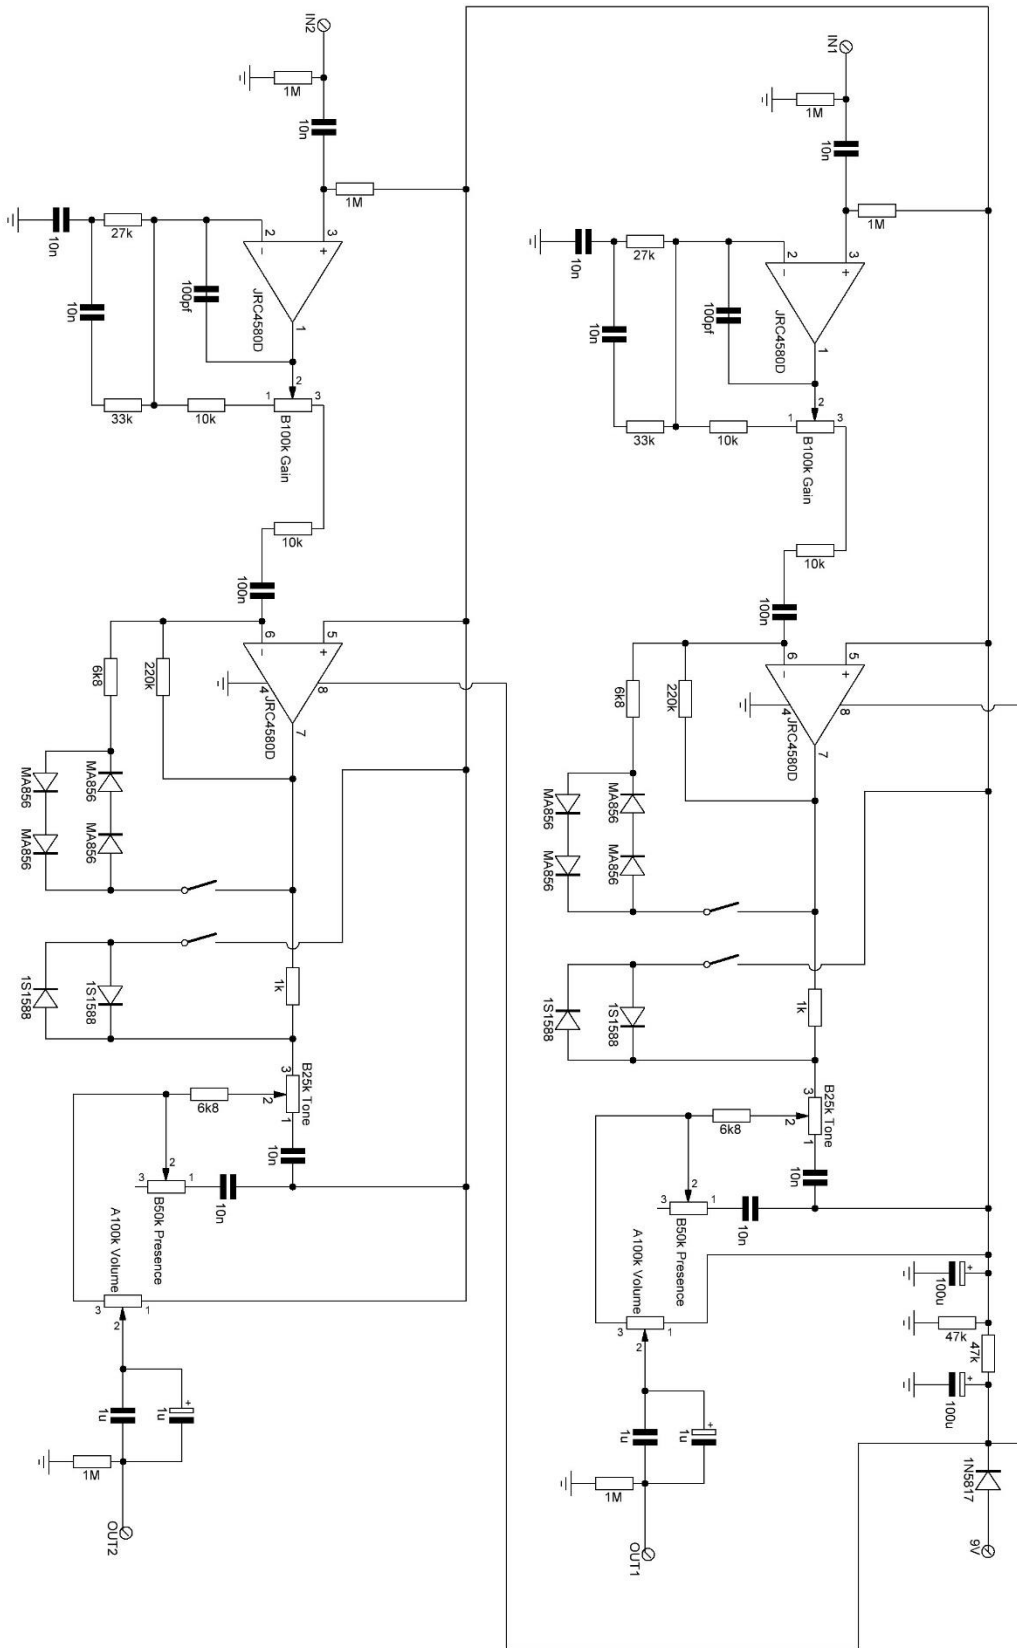 IN1
1M
10n
1M
3
2
+
−
JRC4580D
1
27k
10n
10n
100pf
33k
10k
1
2
3
B100k Gain
10k
100n
6
5
−
+
4
8
JRC4580D
7
220k
6k8
MA856
MA856
MA856
MA856
1S1588
1S1588
1k
3
B25k Tone
2
1
6k8
10n
10n
2
1
3
B50k Presence
A100k Volume
3
1
2
1u
+
1u
1M
OUT1
+
100u
47k
47k
+
100u
1N5817
9V
IN2
1M
10n
1M
3
2
+
−
JRC4580D
1
27k
10n
10n
100pf
33k
10k
1
2
3
B100k Gain
10k
100n
6
5
−
+
4
8
JRC4580D
7
220k
6k8
MA856
MA856
MA856
MA856
1S1588
1S1588
1k
3
B25k Tone
2
1
6k8
10n
10n
2
1
3
B50k Presence
A100k Volume
3
1
2
1u
+
1u
1M
OUT2